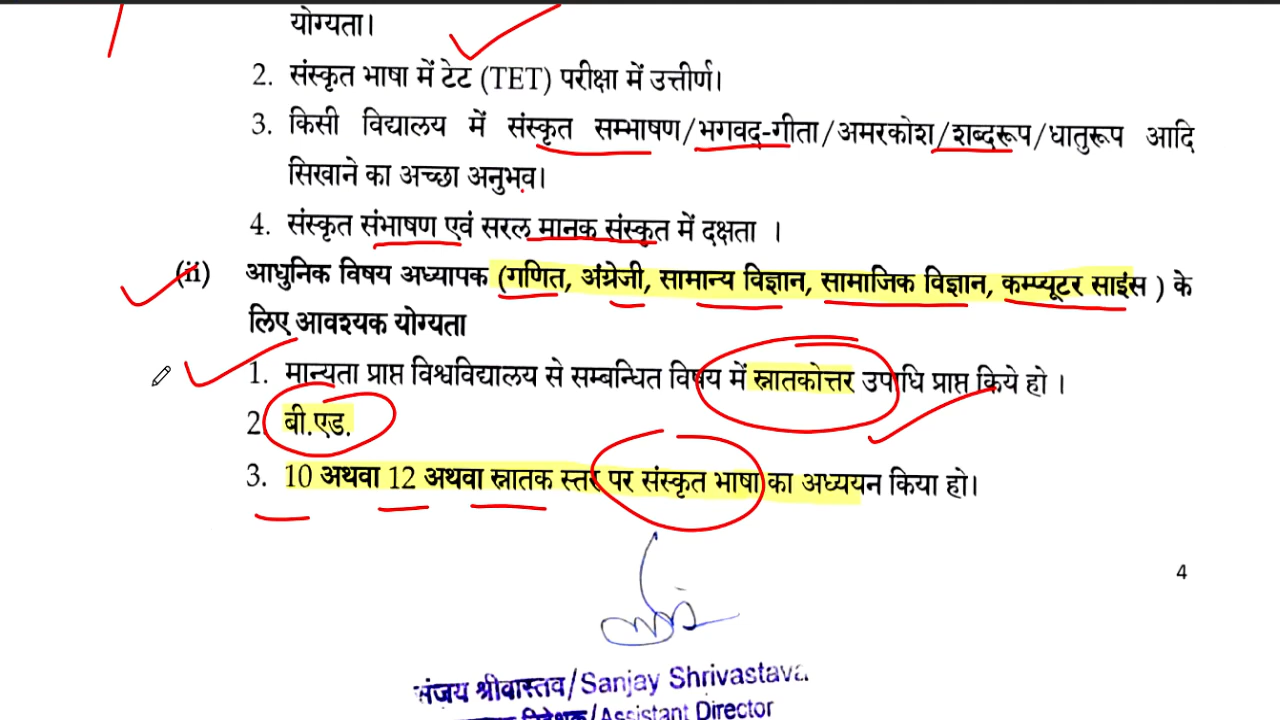 योग्यता।
2. संस्कृत भाषा में टेट (TET) परीक्षा में उत्तीर्ण।
3. किसी विद्यालय में संस्कृत सम्भाषण/भगवद्-गीता/अमरकोश/शब्दरूप/धातुरूप आदि
सिखाने का अच्छा अनुभव।
4. संस्कृत संभाषण एवं सरल मानक संस्कृत में दक्षता ।
(ii) आधुनिक विषय अध्यापक (गणित, अंग्रेजी, सामान्य विज्ञान, सामाजिक विज्ञान, कम्प्यूटर साइंस ) के
लिए आवश्यक योग्यता
1. मान्यता प्राप्त विश्वविद्यालय से सम्बन्धित विषय में स्नातकोत्तर उपाधि प्राप्त किये हो ।
2. बी.एड.
3. 10 अथवा 12 अथवा स्नातक स्तर पर संस्कृत भाषा का अध्ययन किया हो।
4
संजय श्रीवास्तव/Sanjay Shrivastava
/Assistant Director